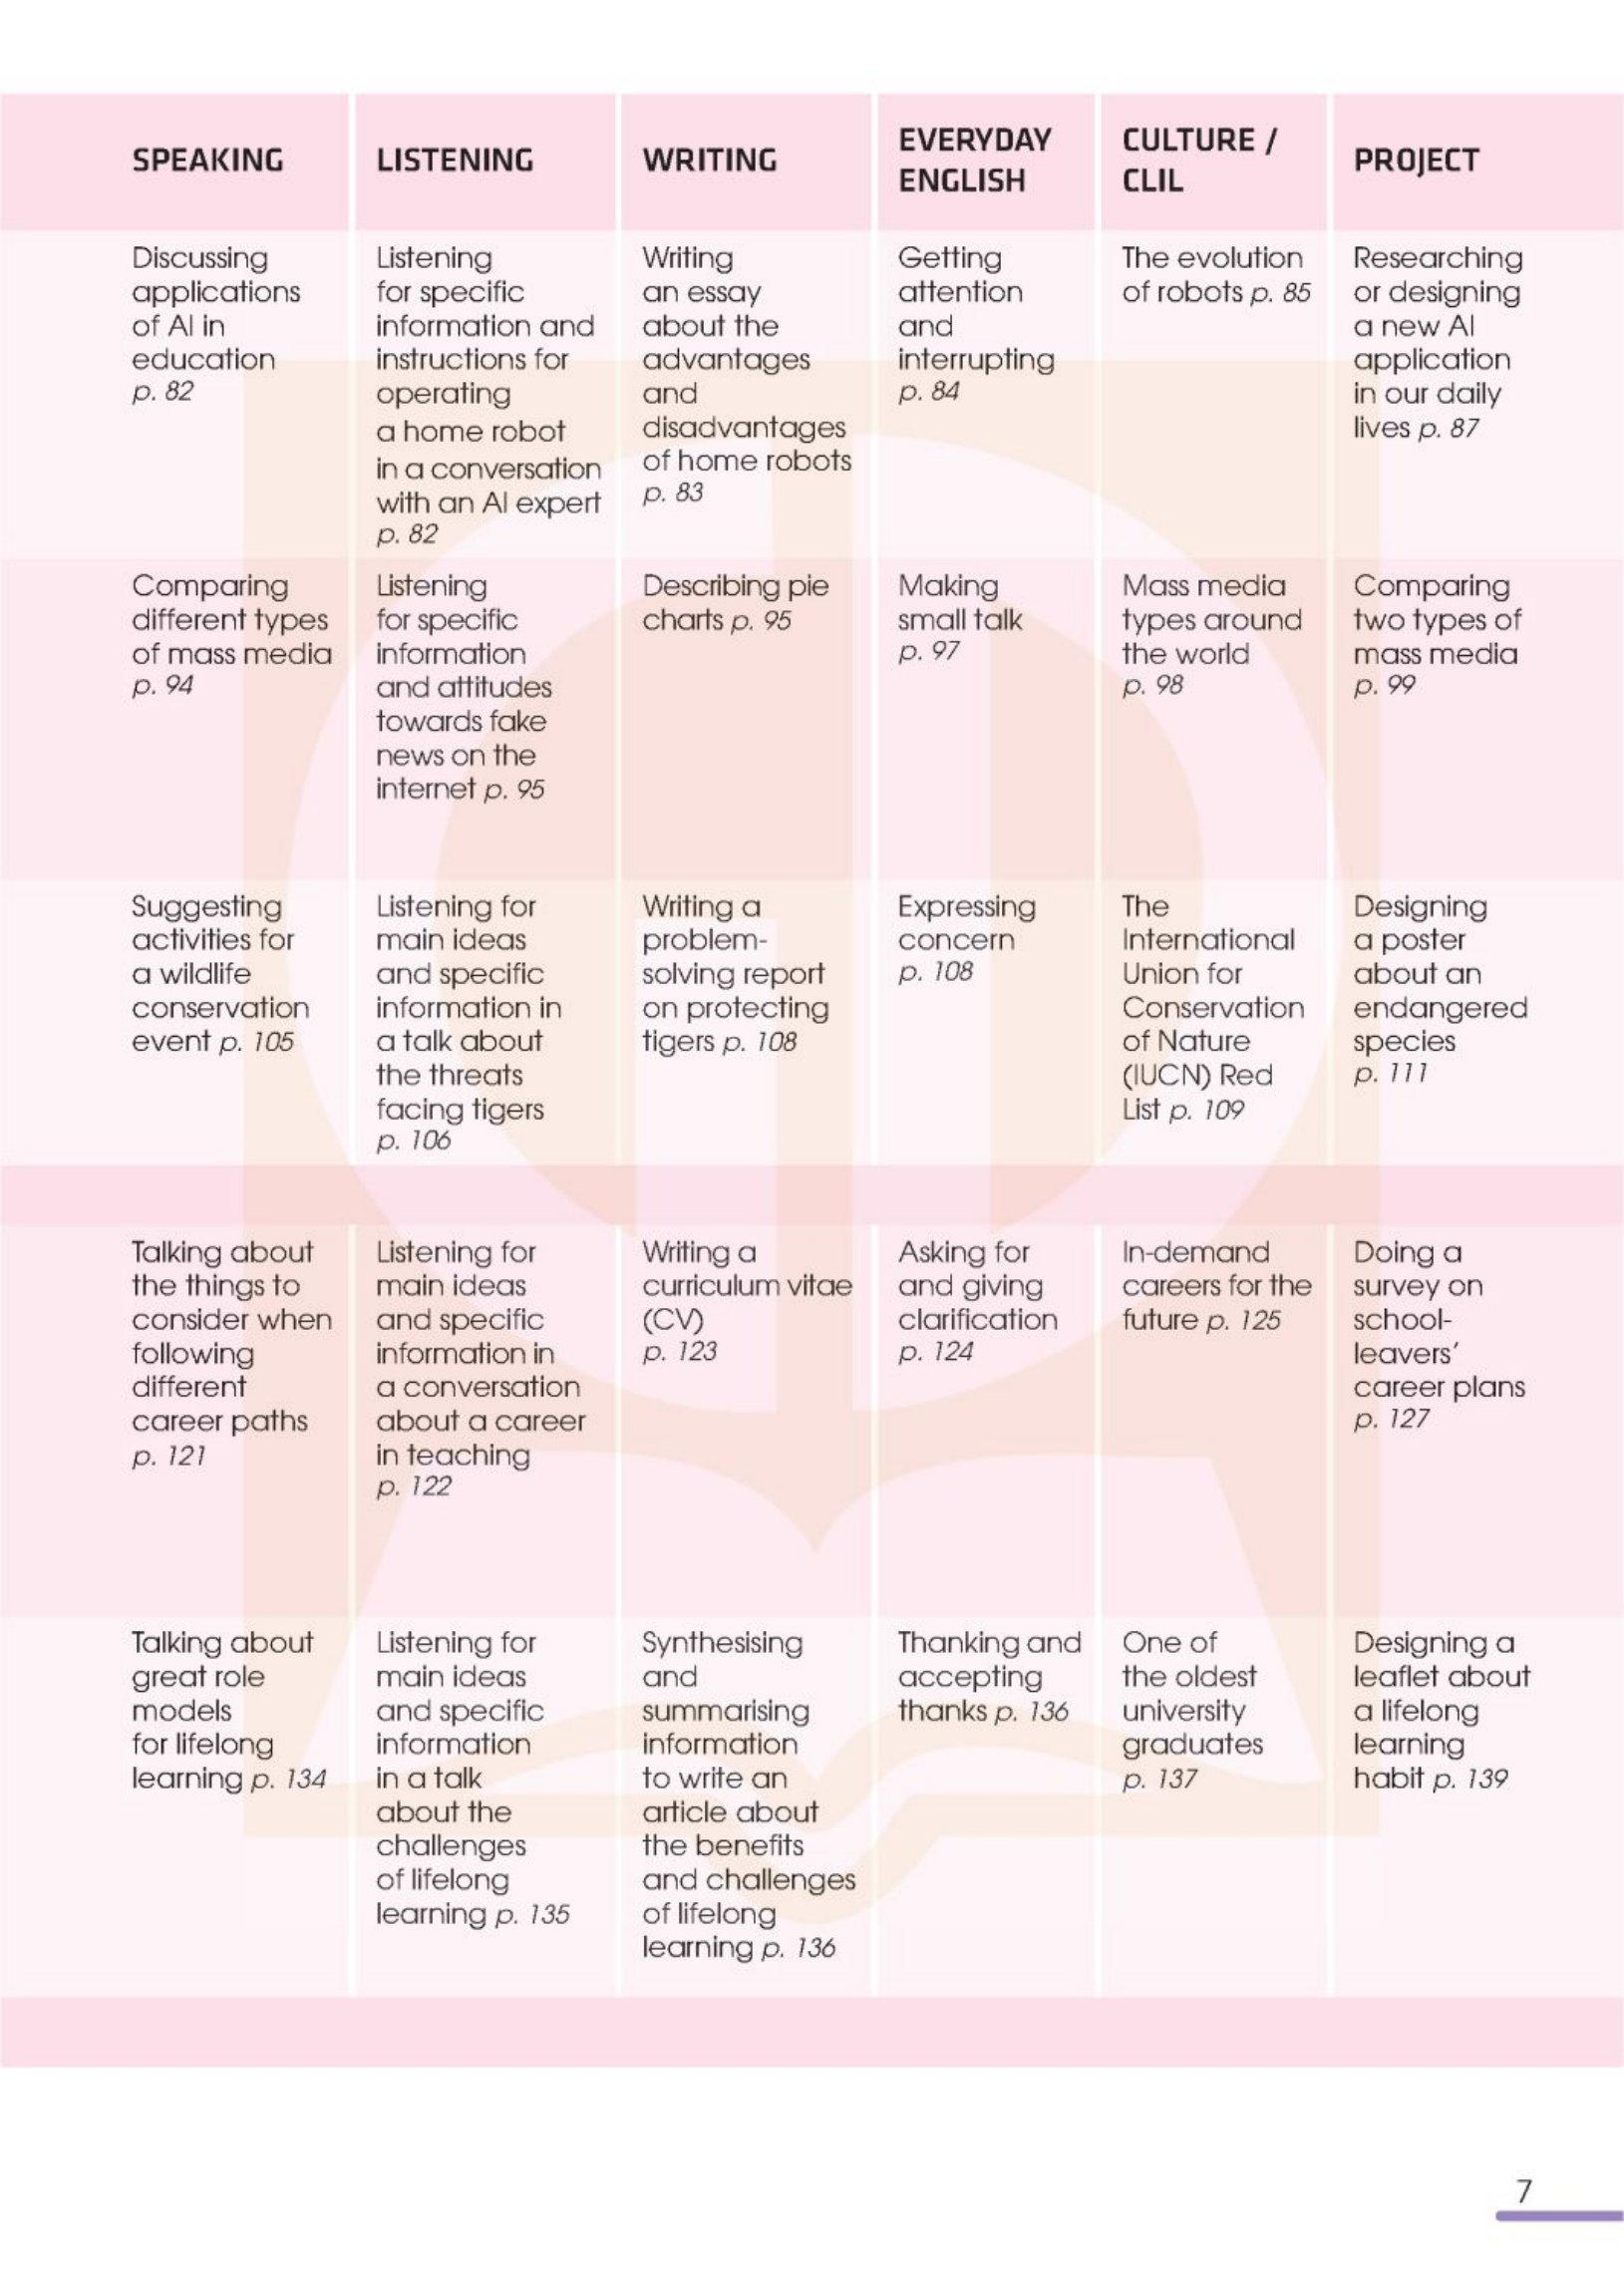 SPEAKING
LISTENING
WRITING
EVERYDAY
ENGLISH
CULTURE /
CLIL
PROJECT
Discussing
applications
of AI in
education
p. 82
Listening
for specific
information and
instructions for
operating
a home robot
in a conversation
with an AI expert
p. 82
Writing
an essay
about the
advantages
and
disadvantages
of home robots
p. 83
Getting
attention
and
interrupting
p. 84
The evolution
of robots p. 85
Researching
or designing
a new AI
application
in our daily
lives p. 87
Comparing
different types
of mass media
p. 94
Listening
for specific
information
and attitudes
towards fake
news on the
internet p. 95
Describing pie
charts p. 95
Making
small talk
p. 97
Mass media
types around
the world
p. 98
Comparing
two types of
mass media
p. 99
Suggesting
activities for
a wildlife
conservation
event p. 105
Listening for
main ideas
and specific
information in
a talk about
the threats
facing tigers
p. 106
Writing a
problem-
solving report
on protecting
tigers p. 108
Expressing
concern
p. 108
The
International
Union for
Conservation
of Nature
(IUCN) Red
List p. 109
Designing
a poster
about an
endangered
species
p. 111
Talking about
the things to
consider when
following
different
career paths
p. 121
Listening for
main ideas
and specific
information in
a conversation
about a career
in teaching
p. 122
Writing a
curriculum vitae
(CV)
p. 123
Asking for
and giving
clarification
p. 124
In-demand
careers for the
future p. 125
Doing a
survey on
school-
leavers'
career plans
p. 127
Talking about
great role
models
for lifelong
learning p. 134
Listening for
main ideas
and specific
information
in a talk
about the
challenges
of lifelong
learning p. 135
Synthesising
and
summarising
information
to write an
article about
the benefits
and challenges
of lifelong
learning p. 136
Thanking and
accepting
thanks p. 136
One of
the oldest
university
graduates
p. 137
Designing a
leaflet about
a lifelong
learning
habit p. 139
7